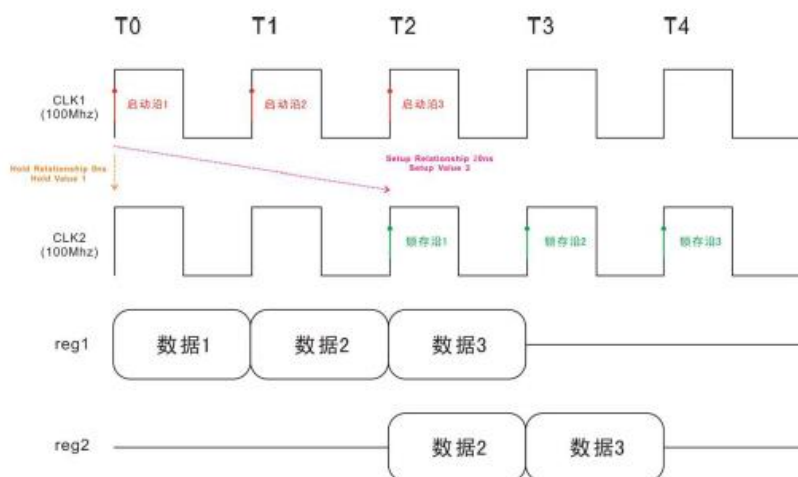 T0 T1 T2 T3 T4
CLK1
(100Mhz)
启动沿1 启动沿2 启动沿3
Hold Relationship 0ns
Hold Value 1
Setup Relationship 20ns
Setup Value 2
CLK2
(100Mhz)
锁存沿1 锁存沿2 锁存沿3
reg1 数据1 数据2 数据3
reg2 数据2 数据3